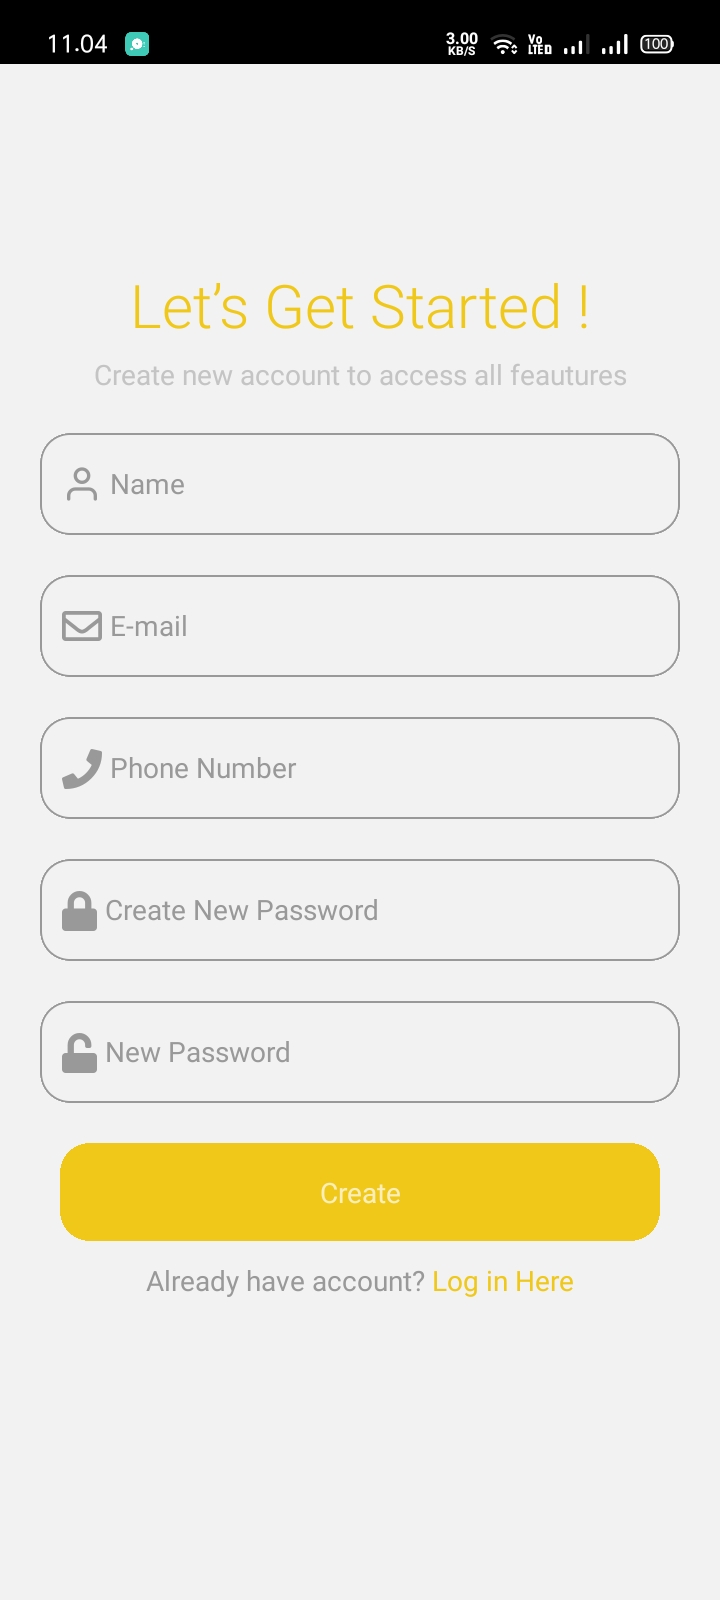 11.04 3.00 KB/S Vo LTE 100
Let's Get Started !
Create new account to access all feautures
Name
E-mail
Phone Number
Create New Password
New Password
Create
Already have account? Log in Here